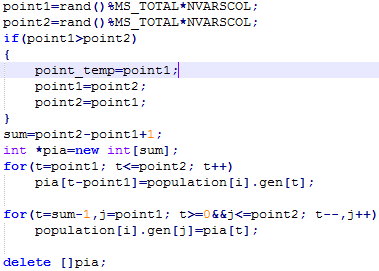 point1=rand()%MS_TOTAL*NVARSCOL;
point2=rand()%MS_TOTAL*NVARSCOL;
if(point1>point2)
{
    point_temp=point1;
    point1=point2;
    point2=point1;
}
sum=point2-point1+1;
int *pia=new int[sum];
for(t=point1; t<=point2; t++)
    pia[t-point1]=population[i].gen[t];

for(t=sum-1,j=point1; t>=0&&j<=point2; t--,j++)
    population[i].gen[j]=pia[t];

delete []pia;